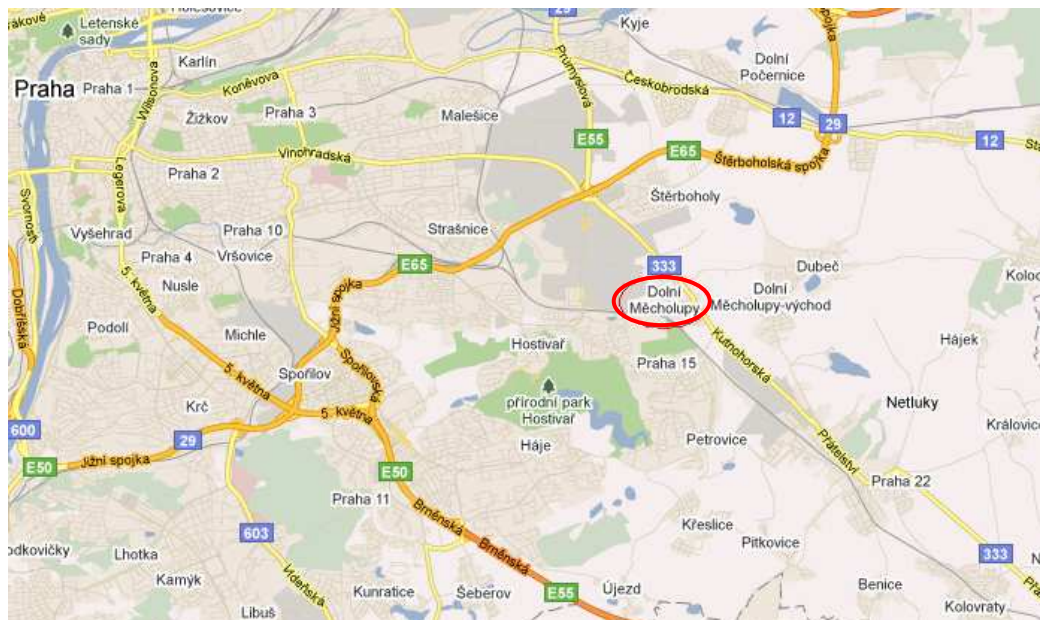 Holešovice
Letenské
sady
Karlín
Praha
Praha 1
Wilsonova
Koněvova
Žižkov
Praha 3
Malešice
29
Kyje
Průmyslová
Dolní
Počernice
Českobrodská
spojka
12
29
12
E55
E65
Štěrboholská spojka
Vinohradská
Praha 2
Legerova
Svornosti
Vyšehrad
Praha 4
Nusle
Praha 10
Vršovice
Strašnice
Štěrboholy
E65
333
Dolní
Měcholupy
Dolní
Měcholupy-východ
Dubeč
Dobříšská
5. května
Podolí
Michle
Jižní spojka
Hostivař
Praha 15
Kutnohorská
Hájek
Spořilov
Spořilovská
5. května
5. května
Krč
přírodní park
Hostivař
Netluky
600
29
E50
Jižní spojka
Háje
Petrovice
Přátelství
E50
Praha 22
Praha 11
Brněnská
Brněnská
603
Vídeňská
Křeslice
Pitkovice
333
Lhotka
Kamýk
Libuš
Kunratice
Šeberov
E55
Újezd
Benice
Kolovraty